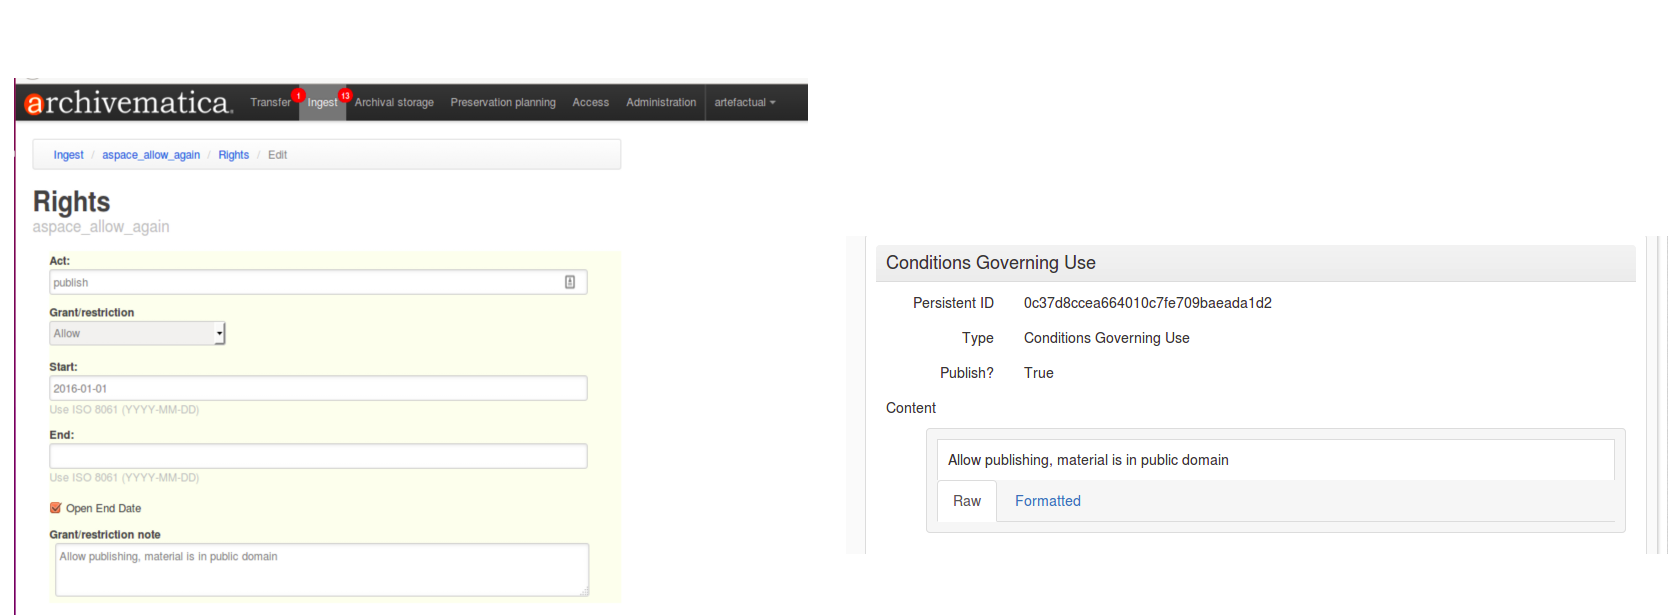 archivematica. Transfer 1 Ingest 13 Archival storage Preservation planning Access Administration artefactual
Ingest / aspace_allow_again / Rights / Edit
Rights
aspace_allow_again
Act:
publish
Grant/restriction
Allow
Start:
2016-01-01
Use ISO 8061 (YYYY-MM-DD)
End:
Use ISO 8061 (YYYY-MM-DD)
Open End Date
Grant/restriction note
Allow publishing, material is in public domain
Conditions Governing Use
Persistent ID 0c37d8ccea664010c7fe709baeada1d2
Type Conditions Governing Use
Publish? True
Content
Allow publishing, material is in public domain
Raw Formatted